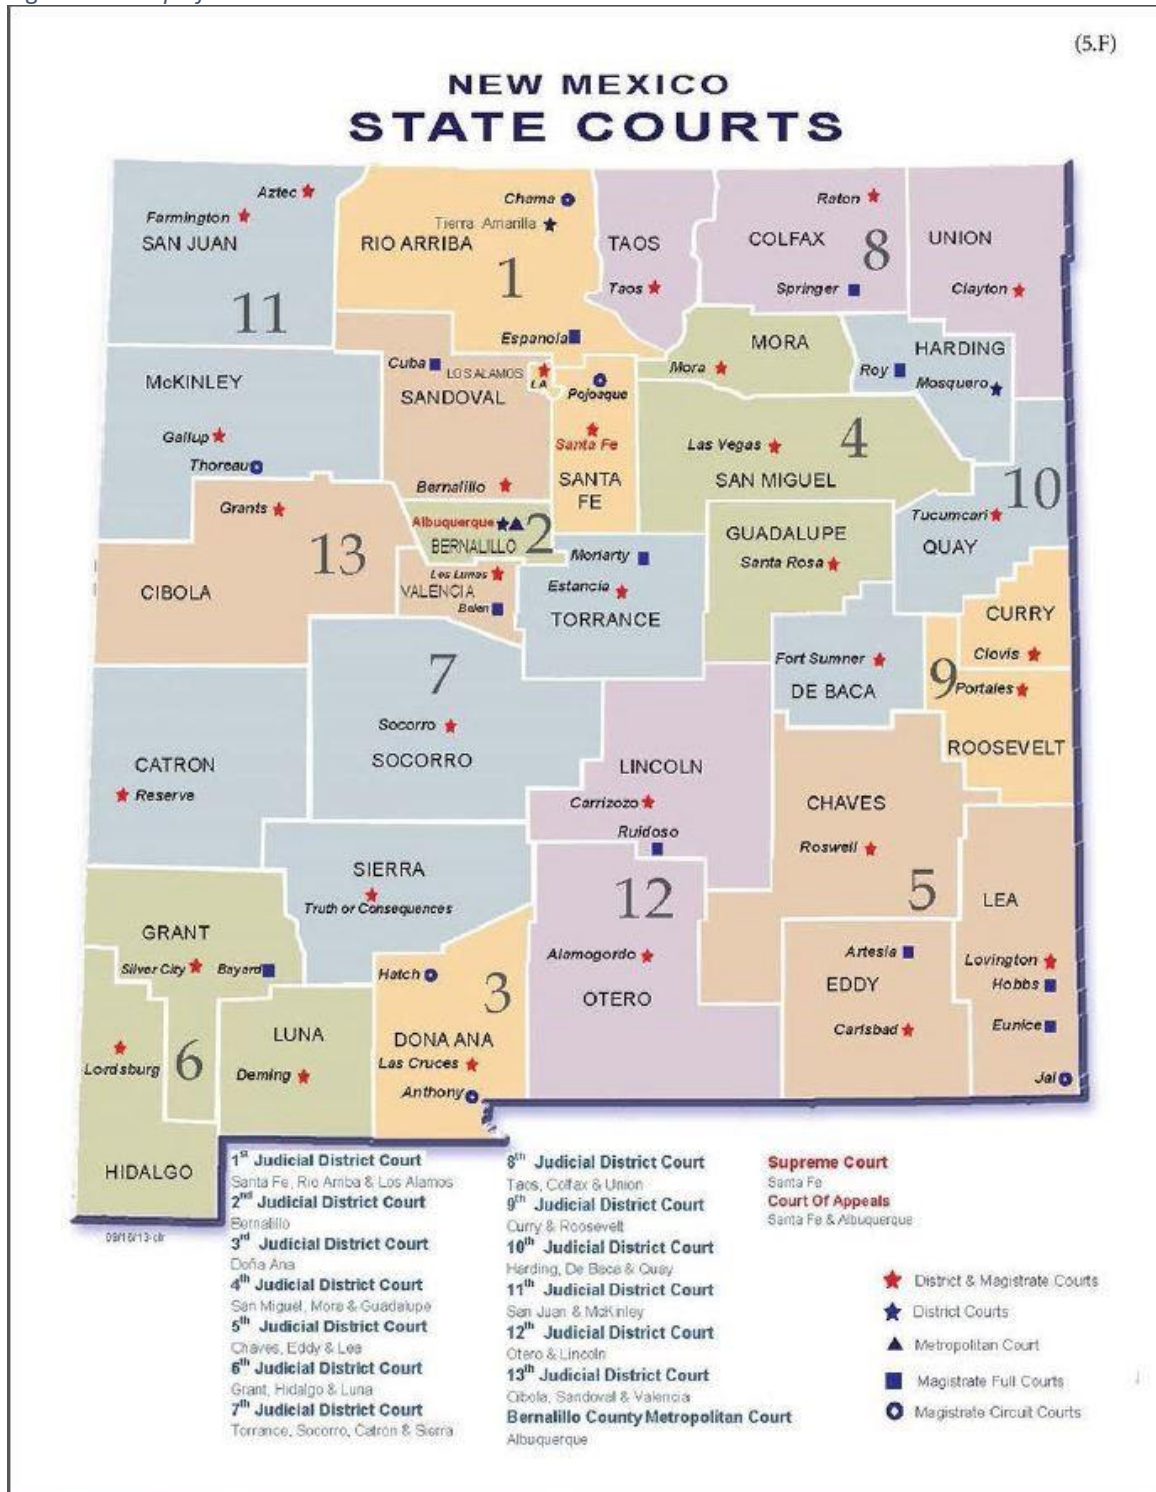 (5.F)
NEW MEXICO
STATE COURTS
Aztec
Farmington
SAN JUAN
11
Chama
Tierra Amarilla
RIO ARRIBA
1
Espanola
TAOS
Taos
Raton
COLFAX
8
Springer
UNION
Clayton
McKINLEY
Gallup
Thoreau
Cuba
LOS ALAMOS
LA
SANDOVAL
Bernalillo
Pojoaque
Santa Fe
SANTA
FE
MORA
Mora
HARDING
Roy
Mosquero
Las Vegas
4
SAN MIGUEL
10
Tucumcari
QUAY
Grants
13
CIBOLA
Albuquerque
BERNALILLO
2
Los Lunas
VALENCIA
Belen
Moriarty
Estancia
TORRANCE
GUADALUPE
Santa Rosa
CURRY
Clovis
9
Portales
ROOSEVELT
Fort Sumner
DE BACA
7
Socorro
SOCORRO
CATRON
Reserve
LINCOLN
Carrizozo
Ruidoso
CHAVES
Roswell
5
SIERRA
Truth or Consequences
12
Alamogordo
OTERO
LEA
Lovington
Hobbs
Eunice
Jal
Artesia
EDDY
Carlsbad
GRANT
Silver City
Bayard
Hatch
3
DONA ANA
Las Cruces
Anthony
LUNA
Deming
6
Lordsburg
HIDALGO
09/16/13-clr
1st Judicial District Court
Santa Fe, Rio Arriba & Los Alamos
2nd Judicial District Court
Bernalillo
3rd Judicial District Court
Doña Ana
4th Judicial District Court
San Miguel, Mora & Guadalupe
5th Judicial District Court
Chaves, Eddy & Lea
6th Judicial District Court
Grant, Hidalgo & Luna
7th Judicial District Court
Torrance, Socorro, Catron & Sierra
8th Judicial District Court
Taos, Colfax & Union
9th Judicial District Court
Curry & Roosevelt
10th Judicial District Court
Harding, De Baca & Quay
11th Judicial District Court
San Juan & McKinley
12th Judicial District Court
Otero & Lincoln
13th Judicial District Court
Cibola, Sandoval & Valencia
Bernalillo County Metropolitan Court
Albuquerque
Supreme Court
Santa Fe
Court Of Appeals
Santa Fe & Albuquerque
District & Magistrate Courts
District Courts
Metropolitan Court
Magistrate Full Courts
Magistrate Circuit Courts